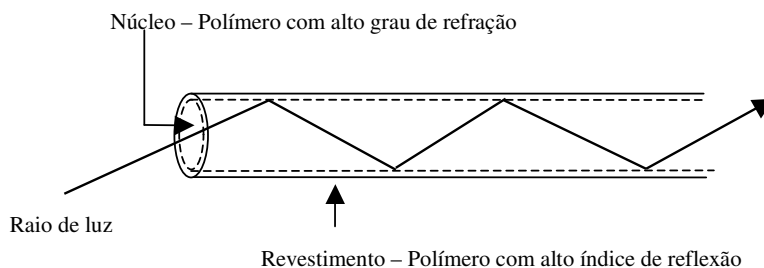 Núcleo – Polímero com alto grau de refração
Raio de luz
Revestimento – Polímero com alto índice de reflexão